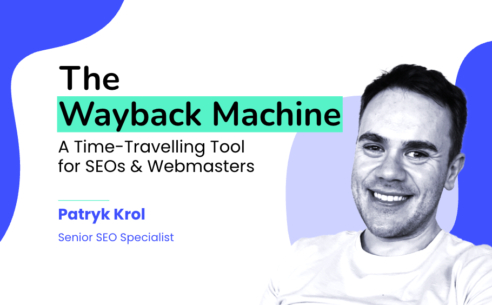 The
Wayback Machine
A Time-Travelling Tool
for SEOs & Webmasters
Patryk Krol
Senior SEO Specialist